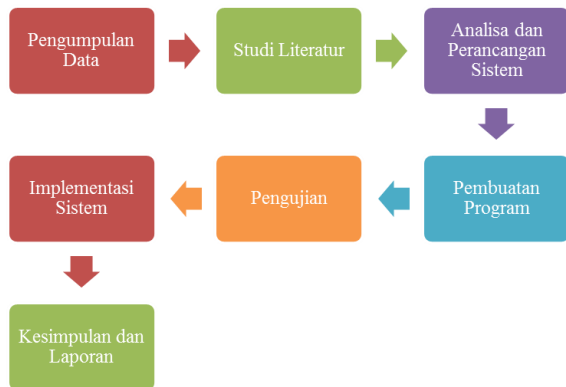 Pengumpulan
Data
Studi Literatur
Analisa dan
Perancangan
Sistem
Pembuatan
Program
Pengujian
Implementasi
Sistem
Kesimpulan dan
Laporan